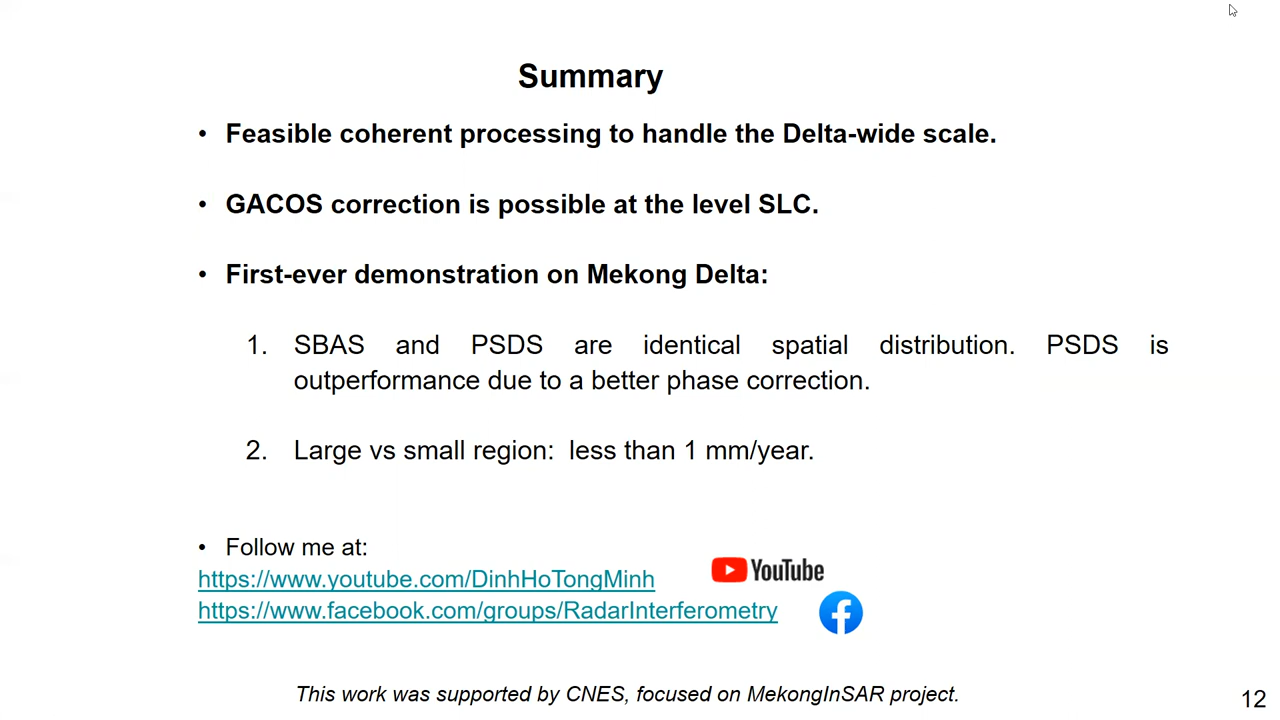 Summary
• Feasible coherent processing to handle the Delta-wide scale.
• GACOS correction is possible at the level SLC.
• First-ever demonstration on Mekong Delta:
1. SBAS and PSDS are identical spatial distribution. PSDS is
outperformance due to a better phase correction.
2. Large vs small region: less than 1 mm/year.
• Follow me at:
https://www.youtube.com/DinhHoTongMinh
YouTube
https://www.facebook.com/groups/RadarInterferometry
This work was supported by CNES, focused on MekongInSAR project.
12